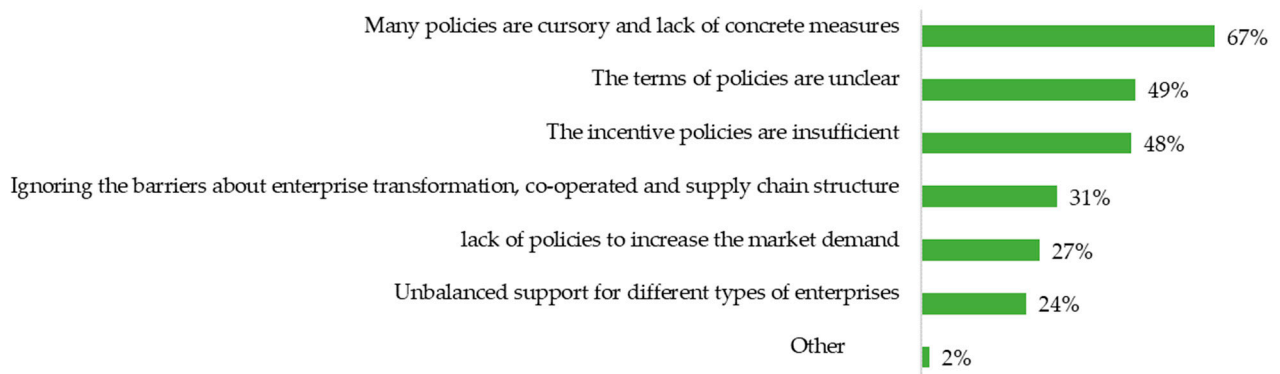 Many policies are cursory and lack of concrete measures 67%
The terms of policies are unclear 49%
The incentive policies are insufficient 48%
Ignoring the barriers about enterprise transformation, co-operated and supply chain structure 31%
lack of policies to increase the market demand 27%
Unbalanced support for different types of enterprises 24%
Other 2%